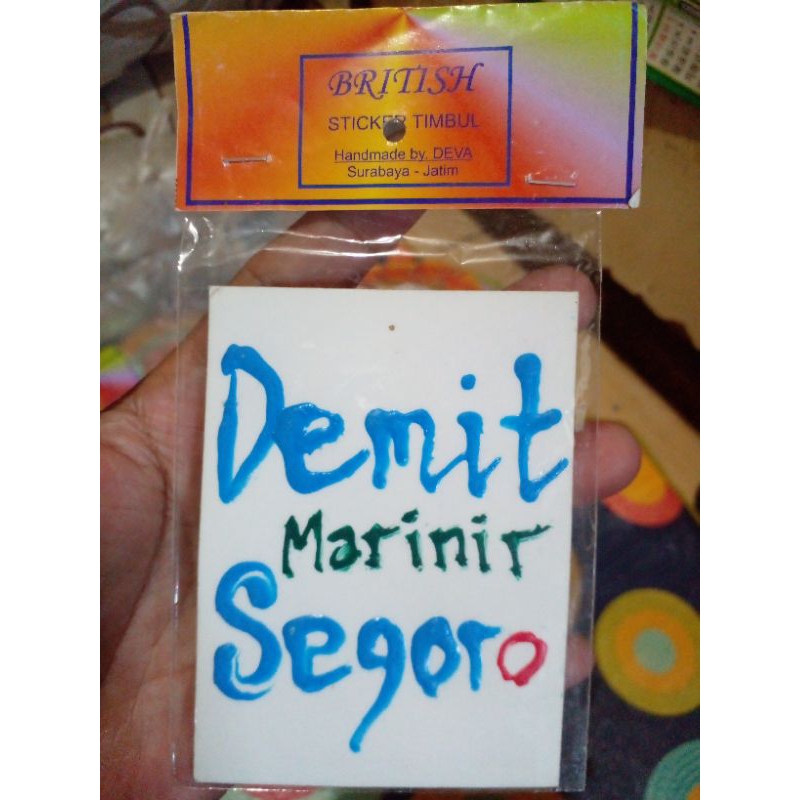 BRITISH
STICKER TIMBUL
Handmade by. DEVA
Surabaya - Jatim
Demit
Marinir
Segoro